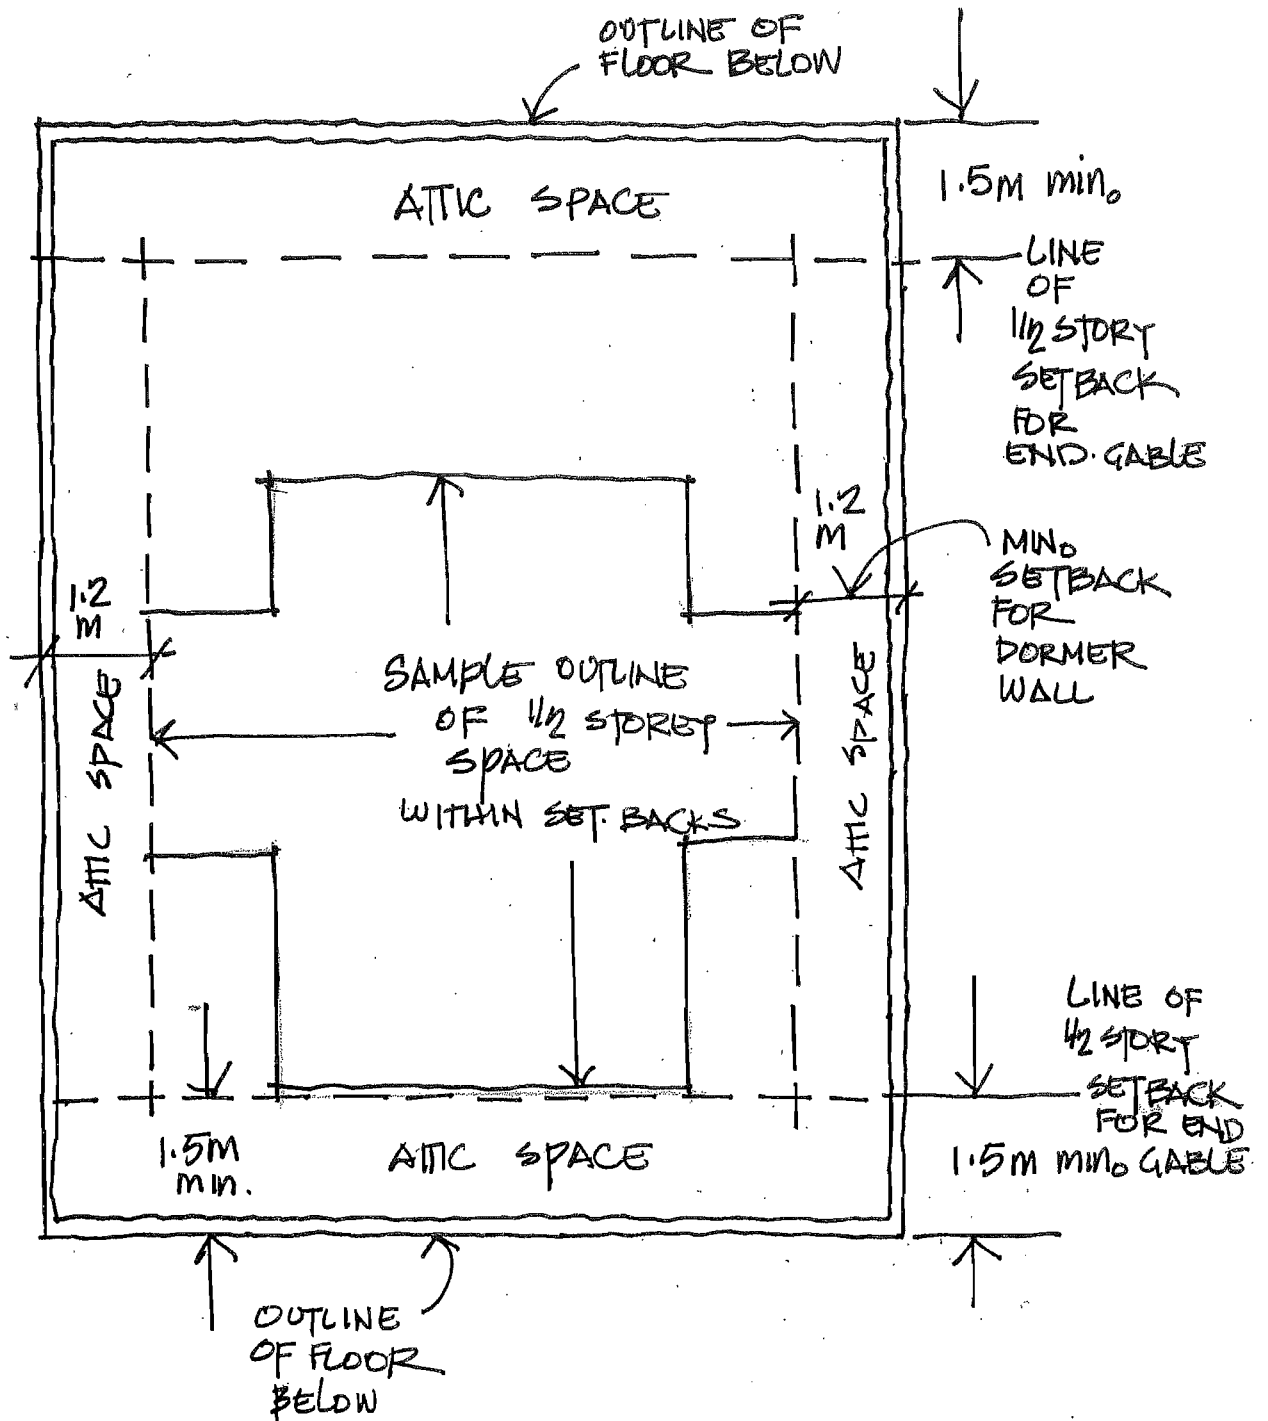 OUTLINE OF
FLOOR BELOW
ATTIC SPACE
1.5M min.
LINE
OF
1/2 STORY
SETBACK
FOR
END. GABLE
1.2
M
MIN.
SETBACK
FOR
DORMER
WALL
1.2
M
SAMPLE OUTLINE
OF 1/2 STOREY
SPACE
WITHIN SET. BACKS
ATTIC SPACE
ATTIC SPACE
LINE OF
1/2 STORY
SETBACK
FOR END
1.5M min. GABLE
1.5M
min.
ATTIC SPACE
OUTLINE
OF FLOOR
BELOW